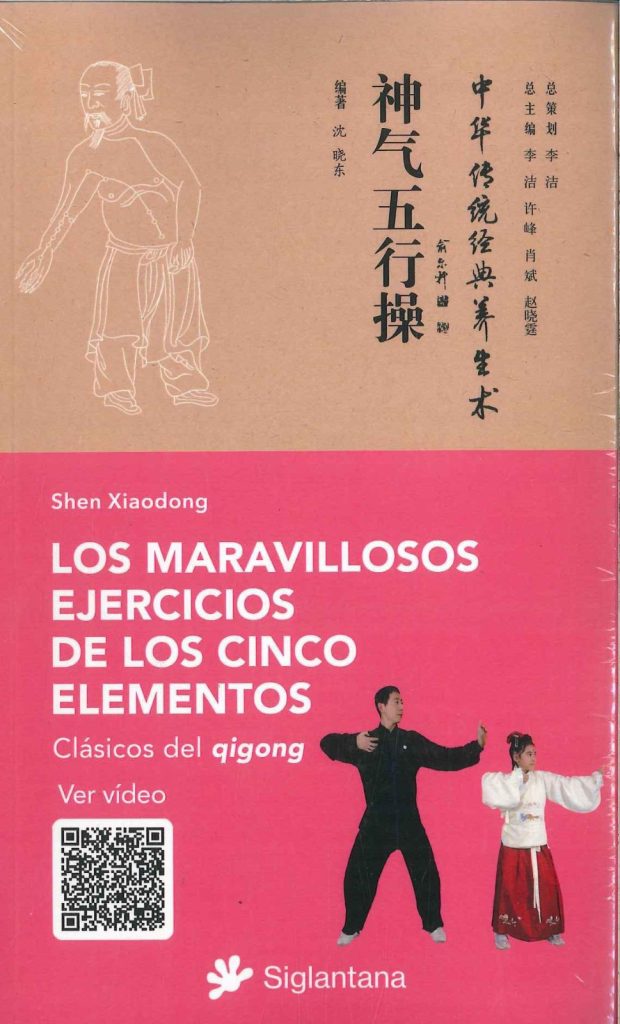 总策划 李洁
总主编 李洁 许峰 肖斌 赵晓霆
中华传统经典养生术
神气五行操
编著 沈晓东
Shen Xiaodong
LOS MARAVILLOSOS
EJERCICIOS
DE LOS CINCO
ELEMENTOS
Clásicos del qigong
Ver vídeo
Siglantana